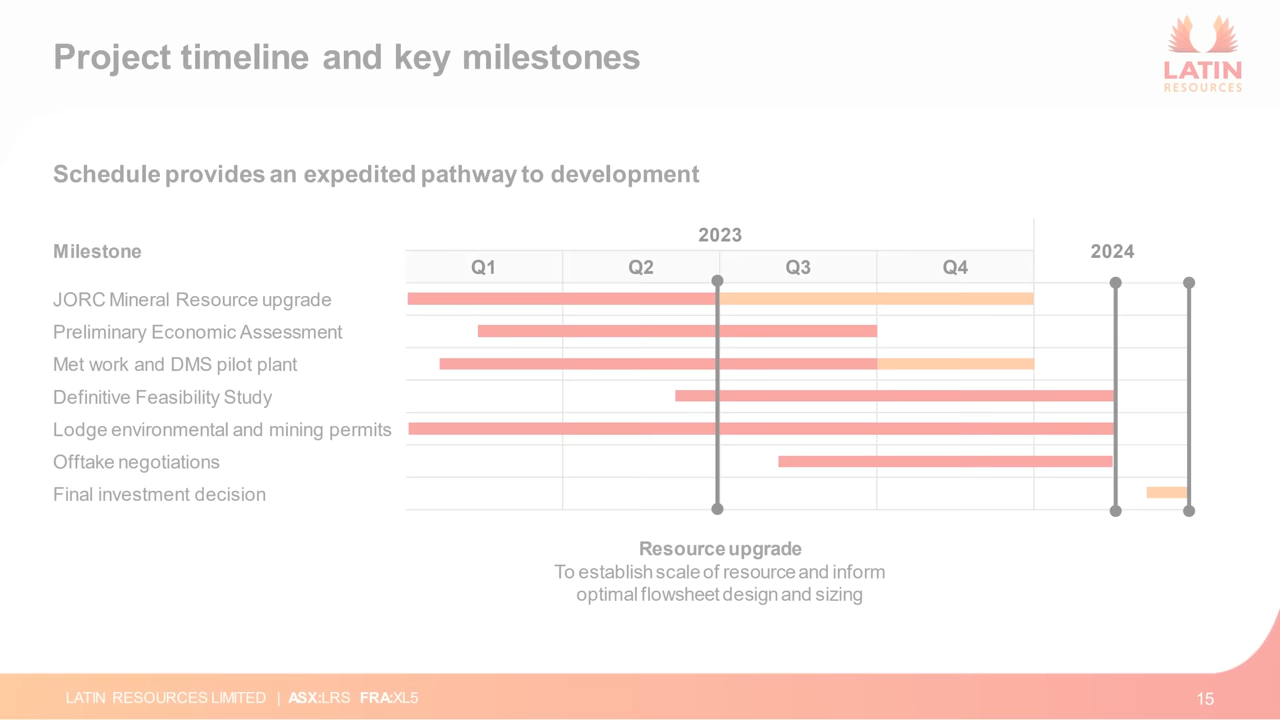 Project timeline and key milestones
LATIN
RESOURCES
Schedule provides an expedited pathway to development
Milestone
2023
2024
Q1 Q2 Q3 Q4
JORC Mineral Resource upgrade
Preliminary Economic Assessment
Met work and DMS pilot plant
Definitive Feasibility Study
Lodge environmental and mining permits
Offtake negotiations
Final investment decision
Resource upgrade
To establish scale of resource and inform
optimal flowsheet design and sizing
LATIN RESOURCES LIMITED | ASX:LRS FRA:XL5
15